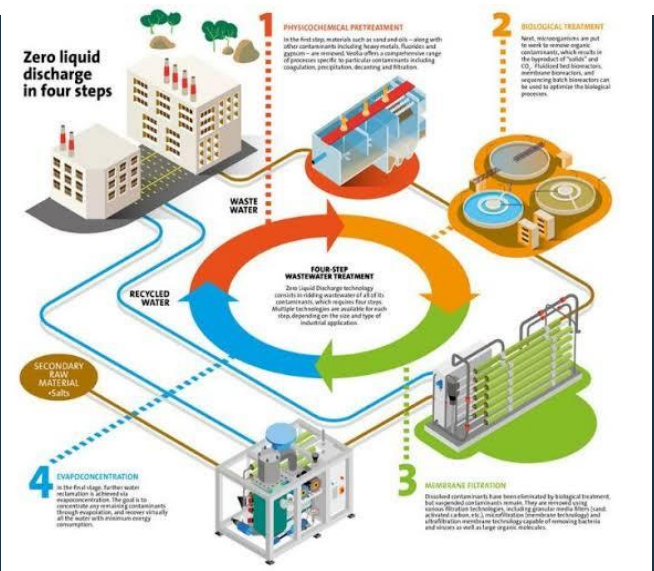 Zero liquid
discharge
in four steps
1
PHYSICOCHEMICAL PRETREATMENT
In the first step, materials such as sand and oils – along with
other contaminants including heavy metals, fluorides and
gypsum – are removed. Veolia offers a comprehensive range
of processes specific to particular contaminants including
coagulation, precipitation, decanting and filtration.
2
BIOLOGICAL TREATMENT
Next, microorganisms are put
to work to remove organic
contaminants, which results in
the byproduct of "solids" and
CO₂. Fluidized bed bioreactors,
membrane bioreactors, and
sequencing batch bioreactors can
be used to optimize the biological
processes.
WASTE
WATER
FOUR-STEP
WASTEWATER TREATMENT
Zero Liquid Discharge technology
consists in ridding wastewater of all of its
contaminants, which requires four steps.
Multiple technologies are available for each
step, depending on the size and type of
industrial application.
RECYCLED
WATER
SECONDARY
RAW
MATERIAL
•Salts
4
EVAPOCONCENTRATION
In the final stage, further water
reclamation is achieved via
evapoconcentration. The goal is to
concentrate any remaining contaminants
through evaporation, and recover virtually
all the water with minimum energy
consumption.
3
MEMBRANE FILTRATION
Dissolved contaminants have been eliminated by biological treatment,
but suspended contaminants remain. They are removed using
various filtration technologies, including granular media filters (sand,
activated carbon, etc.), microfiltration (membrane technology) and
ultrafiltration membrane technology capable of removing bacteria
and viruses as well as large organic molecules.